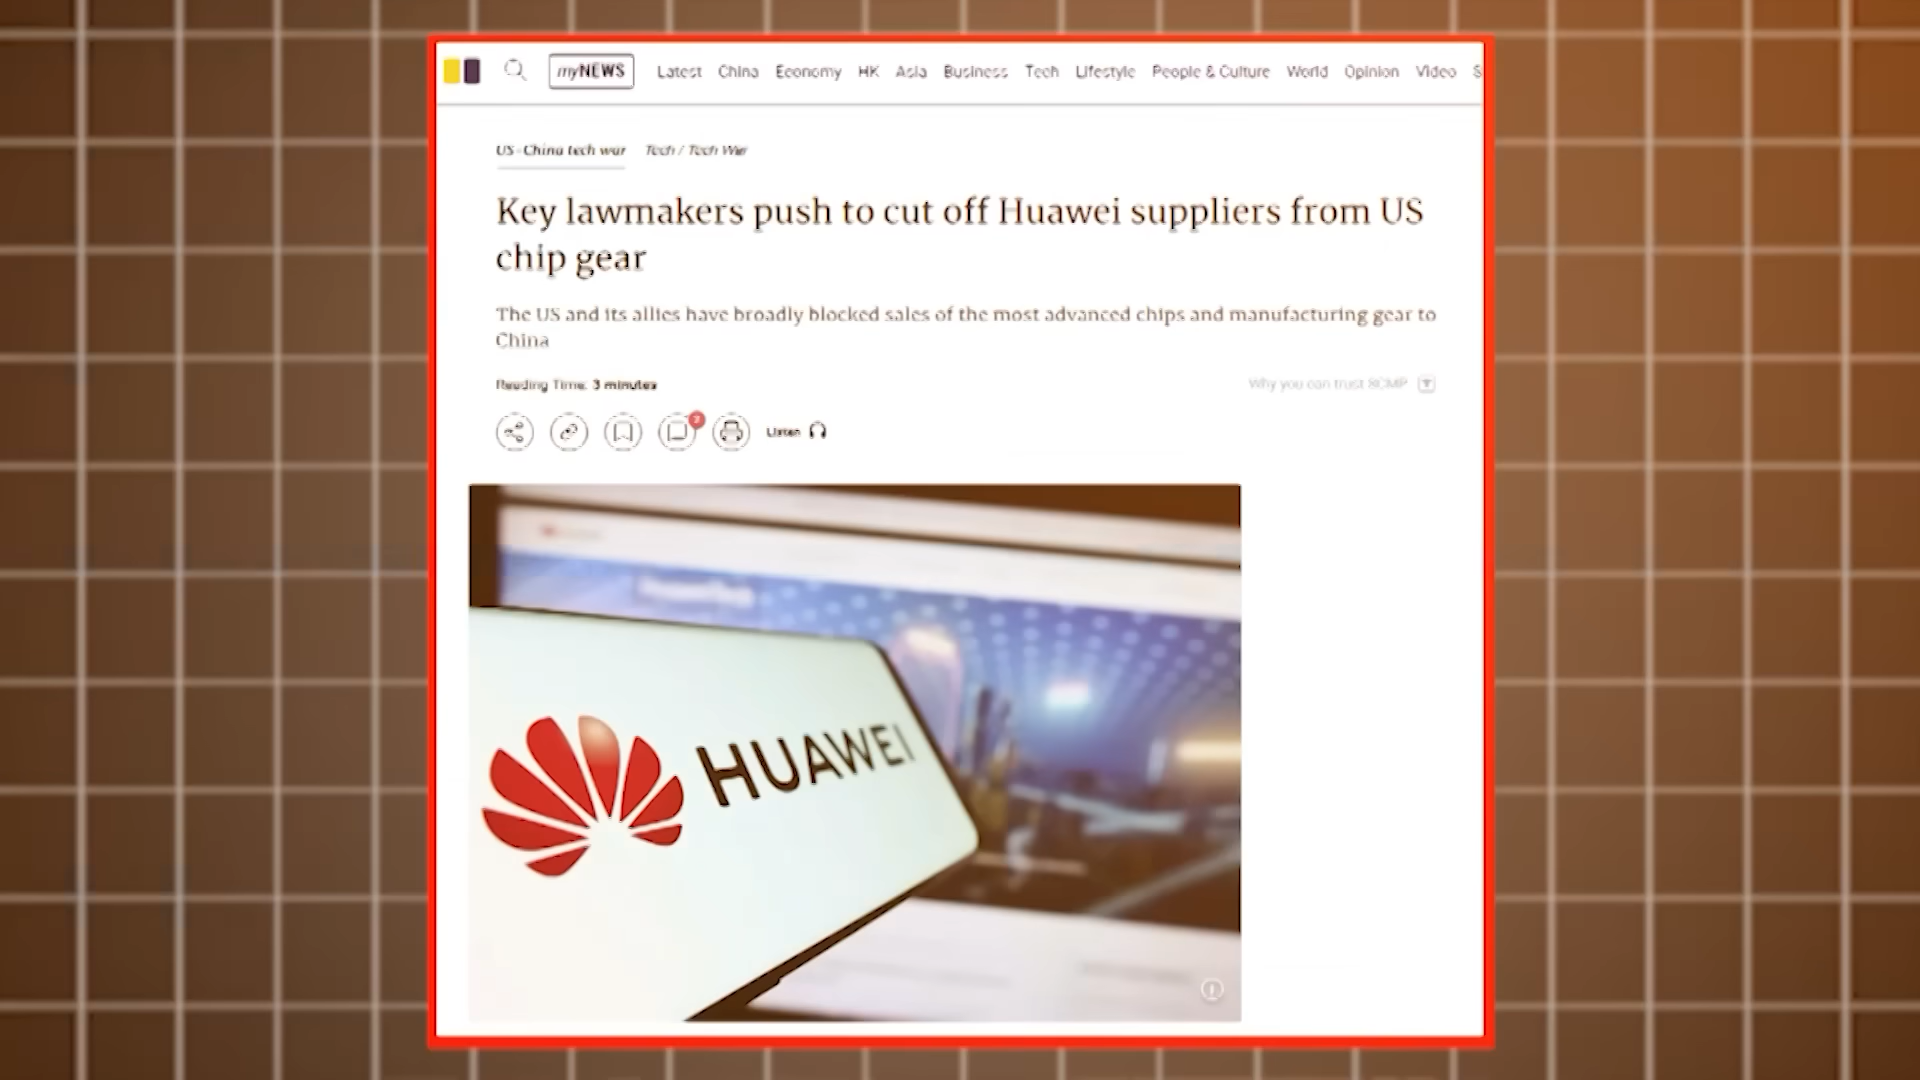 myNEWS Latest China Economy HK Asia Business Tech Lifestyle People & Culture World Opinion Video S
US-China tech war Tech / Tech War
Key lawmakers push to cut off Huawei suppliers from US
chip gear
The US and its allies have broadly blocked sales of the most advanced chips and manufacturing gear to
China
Reading Time: 3 minutes
Why you can trust SCMP
Listen
HUAWEI